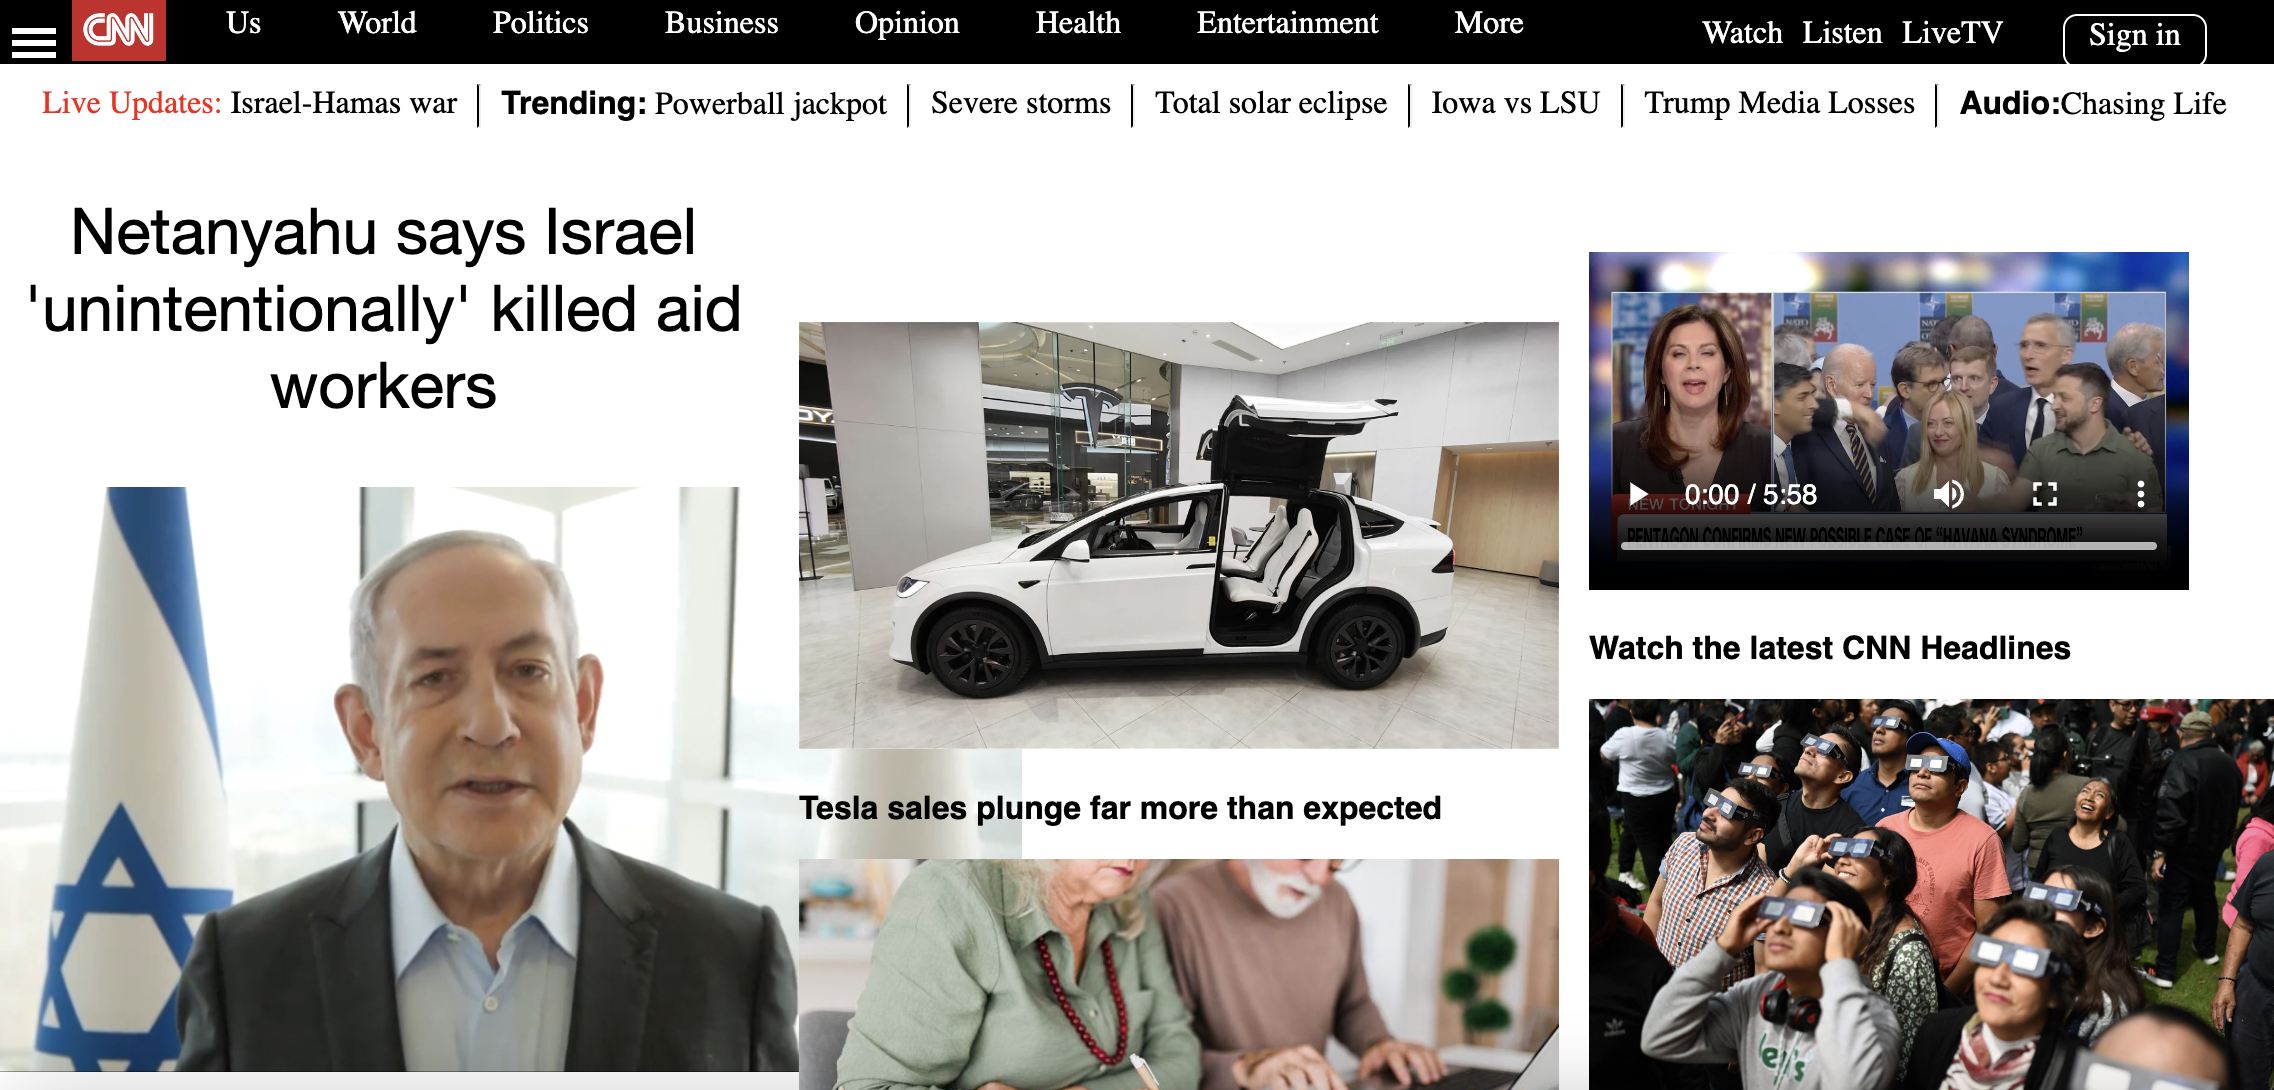 CNN
Us World Politics Business Opinion Health Entertainment More Watch Listen LiveTV Sign in
Live Updates: Israel-Hamas war Trending: Powerball jackpot Severe storms Total solar eclipse Iowa vs LSU Trump Media Losses Audio:Chasing Life
Netanyahu says Israel
'unintentionally' killed aid
workers
NATO
0:00 / 5:58
NEW TONIGHT
PENTAGON CONFIRMS NEW POSSIBLE CASE OF “HAVANA SYNDROME”
Watch the latest CNN Headlines
Tesla sales plunge far more than expected